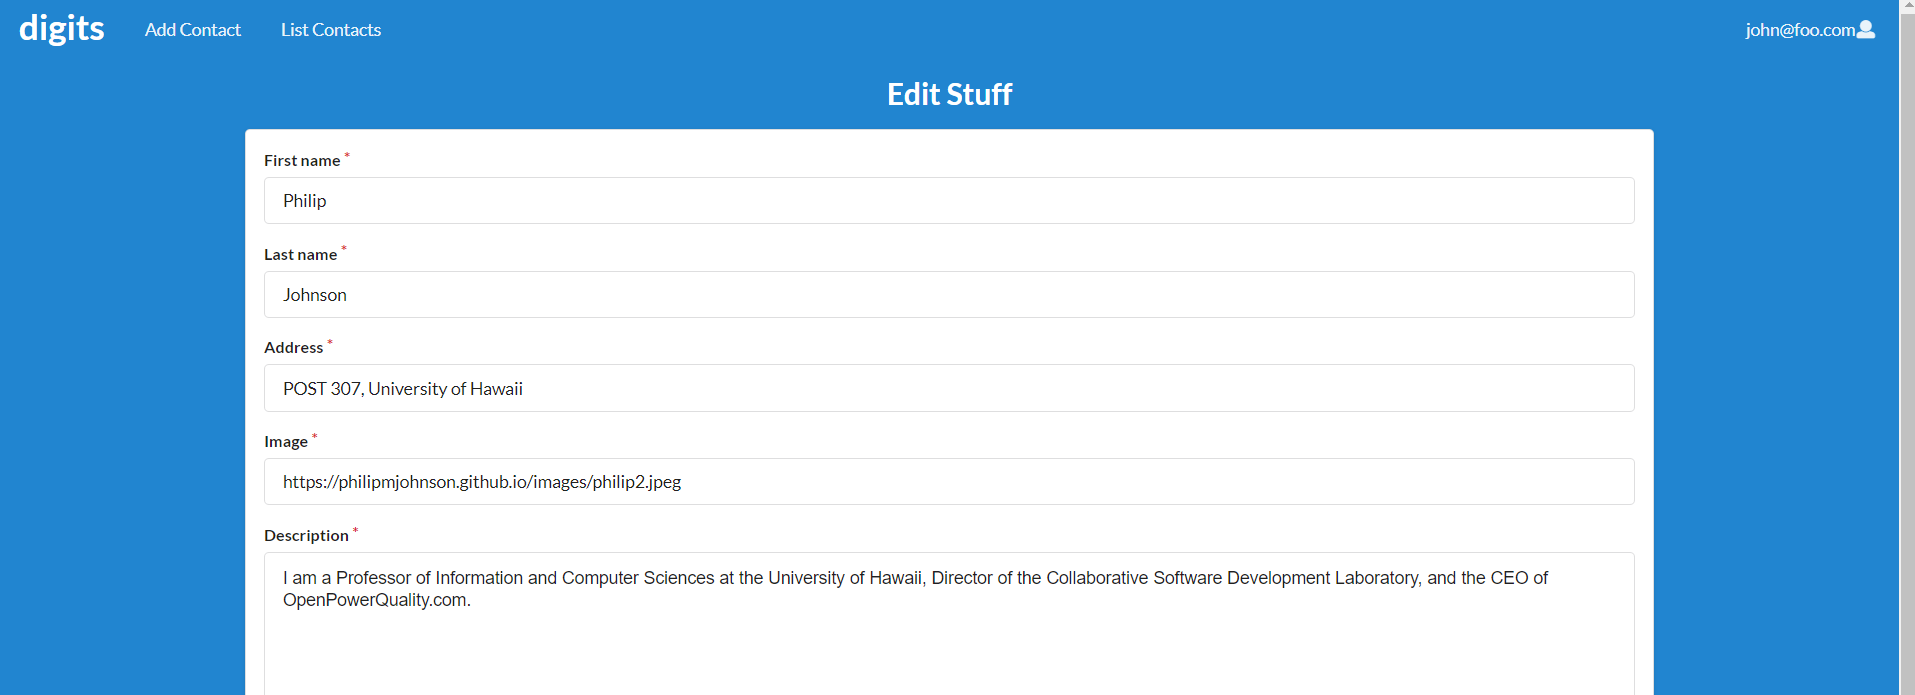 digits Add Contact List Contacts john@foo.com
Edit Stuff
First name *
Philip
Last name *
Johnson
Address *
POST 307, University of Hawaii
Image *
https://philipmjohnson.github.io/images/philip2.jpeg
Description *
I am a Professor of Information and Computer Sciences at the University of Hawaii, Director of the Collaborative Software Development Laboratory, and the CEO of
OpenPowerQuality.com.